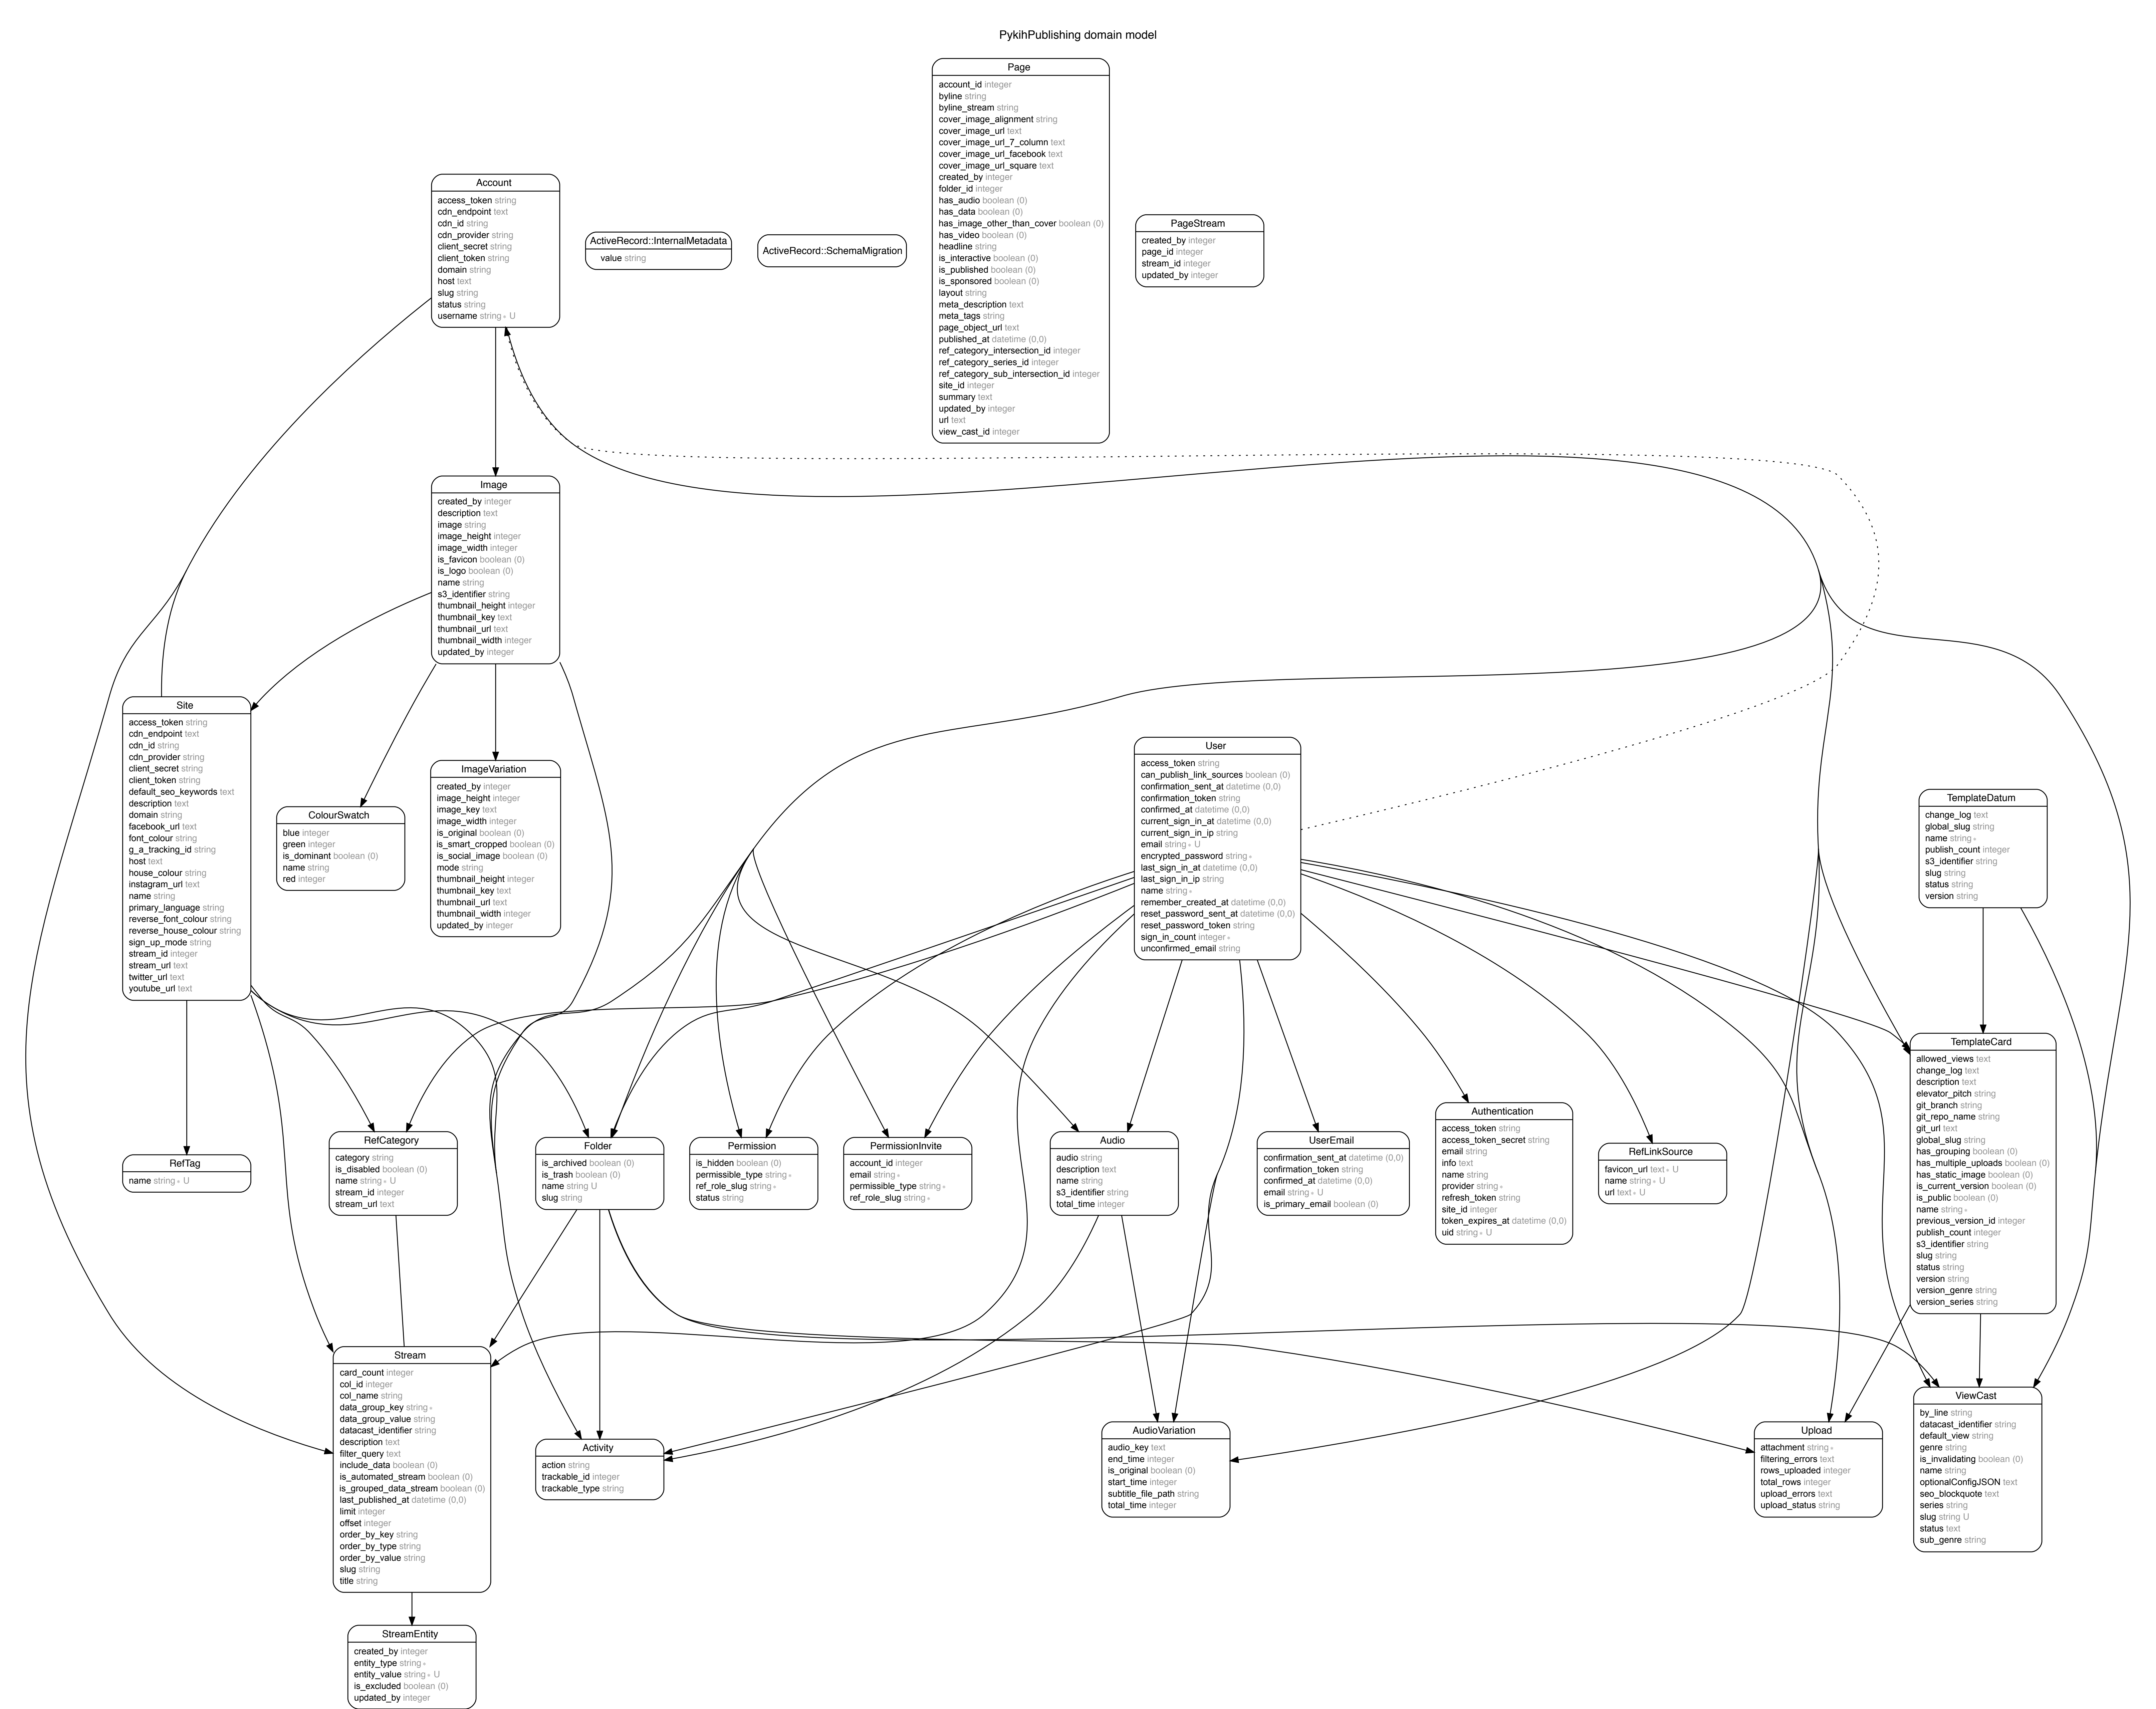 PykihPublishing domain model
Page
account_id integer
byline string
byline_stream string
cover_image_alignment string
cover_image_url text
cover_image_url_7_column text
cover_image_url_facebook text
cover_image_url_square text
created_by integer
folder_id integer
has_audio boolean (0)
has_data boolean (0)
has_image_other_than_cover boolean (0)
has_video boolean (0)
headline string
is_interactive boolean (0)
is_published boolean (0)
is_sponsored boolean (0)
layout string
meta_description text
meta_tags string
page_object_url text
published_at datetime (0,0)
ref_category_intersection_id integer
ref_category_series_id integer
ref_category_sub_intersection_id integer
site_id integer
summary text
updated_by integer
url text
view_cast_id integer
Account
access_token string
cdn_endpoint text
cdn_id string
cdn_provider string
client_secret string
client_token string
domain string
host text
slug string
status string
username string * U
ActiveRecord::InternalMetadata
value string
ActiveRecord::SchemaMigration
PageStream
created_by integer
page_id integer
stream_id integer
updated_by integer
Image
created_by integer
description text
image string
image_height integer
image_width integer
is_favicon boolean (0)
is_logo boolean (0)
name string
s3_identifier string
thumbnail_height integer
thumbnail_key text
thumbnail_url text
thumbnail_width integer
updated_by integer
Site
access_token string
cdn_endpoint text
cdn_id string
cdn_provider string
client_secret string
client_token string
default_seo_keywords text
description text
domain string
facebook_url text
font_colour string
g_a_tracking_id string
host text
house_colour string
instagram_url text
name string
primary_language string
reverse_font_colour string
reverse_house_colour string
sign_up_mode string
stream_id integer
stream_url text
twitter_url text
youtube_url text
ColourSwatch
blue integer
green integer
is_dominant boolean (0)
name string
red integer
ImageVariation
created_by integer
image_height integer
image_key text
image_width integer
is_original boolean (0)
is_smart_cropped boolean (0)
is_social_image boolean (0)
mode string
thumbnail_height integer
thumbnail_key text
thumbnail_url text
thumbnail_width integer
updated_by integer
User
access_token string
can_publish_link_sources boolean (0)
confirmation_sent_at datetime (0,0)
confirmation_token string
confirmed_at datetime (0,0)
current_sign_in_at datetime (0,0)
current_sign_in_ip string
email string * U
encrypted_password string *
last_sign_in_at datetime (0,0)
last_sign_in_ip string
name string *
remember_created_at datetime (0,0)
reset_password_sent_at datetime (0,0)
reset_password_token string
sign_in_count integer *
unconfirmed_email string
TemplateDatum
change_log text
global_slug string
name string *
publish_count integer
s3_identifier string
slug string
status string
version string
TemplateCard
allowed_views text
change_log text
description text
elevator_pitch string
git_branch string
git_repo_name string
git_url text
global_slug string
has_grouping boolean (0)
has_multiple_uploads boolean (0)
has_static_image boolean (0)
is_current_version boolean (0)
is_public boolean (0)
name string *
previous_version_id integer
publish_count integer
s3_identifier string
slug string
status string
version string
version_genre string
version_series string
RefTag
name string * U
RefCategory
category string
is_disabled boolean (0)
name string * U
stream_id integer
stream_url text
Folder
is_archived boolean (0)
is_trash boolean (0)
name string U
slug string
Permission
is_hidden boolean (0)
permissible_type string *
ref_role_slug string *
status string
PermissionInvite
account_id integer
email string *
permissible_type string *
ref_role_slug string *
Audio
audio string
description text
name string
s3_identifier string
total_time integer
UserEmail
confirmation_sent_at datetime (0,0)
confirmation_token string
confirmed_at datetime (0,0)
email string * U
is_primary_email boolean (0)
Authentication
access_token string
access_token_secret string
email string
info text
name string
provider string *
refresh_token string
site_id integer
token_expires_at datetime (0,0)
uid string * U
RefLinkSource
favicon_url text * U
name string * U
url text * U
Stream
card_count integer
col_id integer
col_name string
data_group_key string *
data_group_value string
datacast_identifier string
description text
filter_query text
include_data boolean (0)
is_automated_stream boolean (0)
is_grouped_data_stream boolean (0)
last_published_at datetime (0,0)
limit integer
offset integer
order_by_key string
order_by_type string
order_by_value string
slug string
title string
Activity
action string
trackable_id integer
trackable_type string
AudioVariation
audio_key text
end_time integer
is_original boolean (0)
start_time integer
subtitle_file_path string
total_time integer
Upload
attachment string *
filtering_errors text
rows_uploaded integer
total_rows integer
upload_errors text
upload_status string
ViewCast
by_line string
datacast_identifier string
default_view string
genre string
is_invalidating boolean (0)
name string
optionalConfigJSON text
seo_blockquote text
series string
slug string U
status text
sub_genre string
StreamEntity
created_by integer
entity_type string *
entity_value string * U
is_excluded boolean (0)
updated_by integer